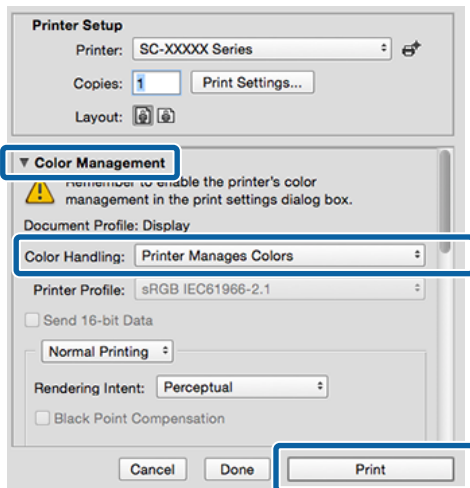 Printer Setup
Printer: SC-XXXXX Series
Copies: 1 Print Settings...
Layout:
Color Management
Remember to enable the printer's color
management in the print settings dialog box.
Document Profile: Display
Color Handling: Printer Manages Colors
Printer Profile: sRGB IEC61966-2.1
Send 16-bit Data
Normal Printing
Rendering Intent: Perceptual
Black Point Compensation
Cancel Done Print